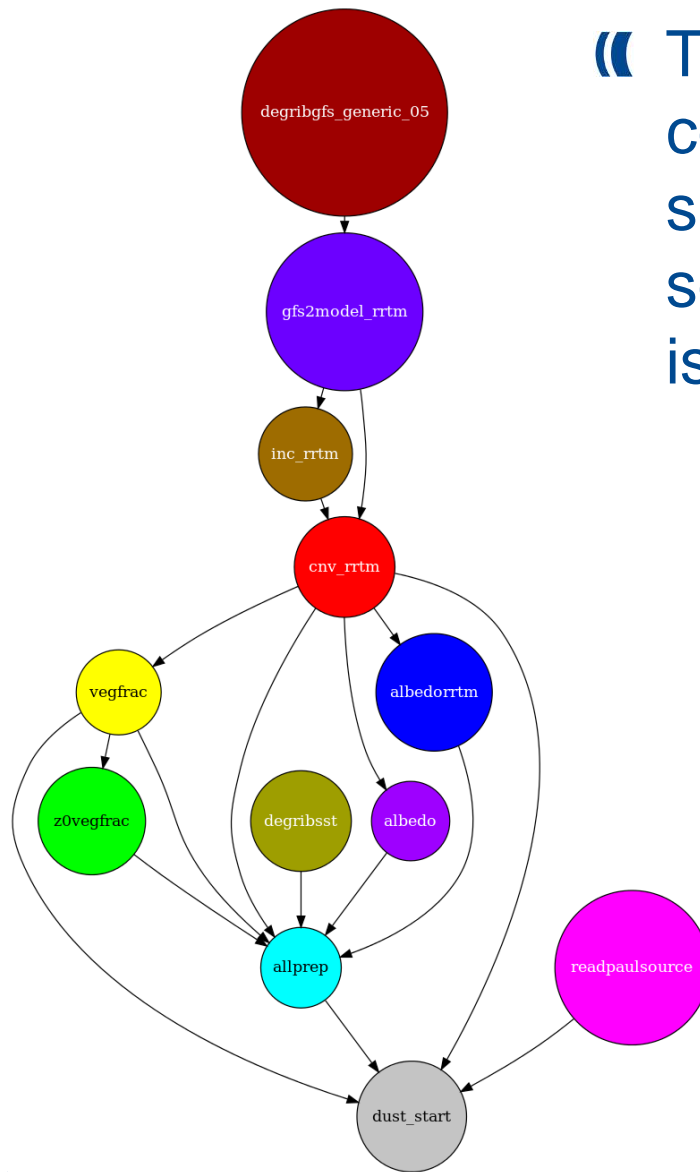 degribgfs_generic_05
gfs2model_rrtm
inc_rrtm
cnv_rrtm
vegfrac
albedorrtm
z0vegfrac
degribsst
albedo
allprep
readpaulsource
dust_start